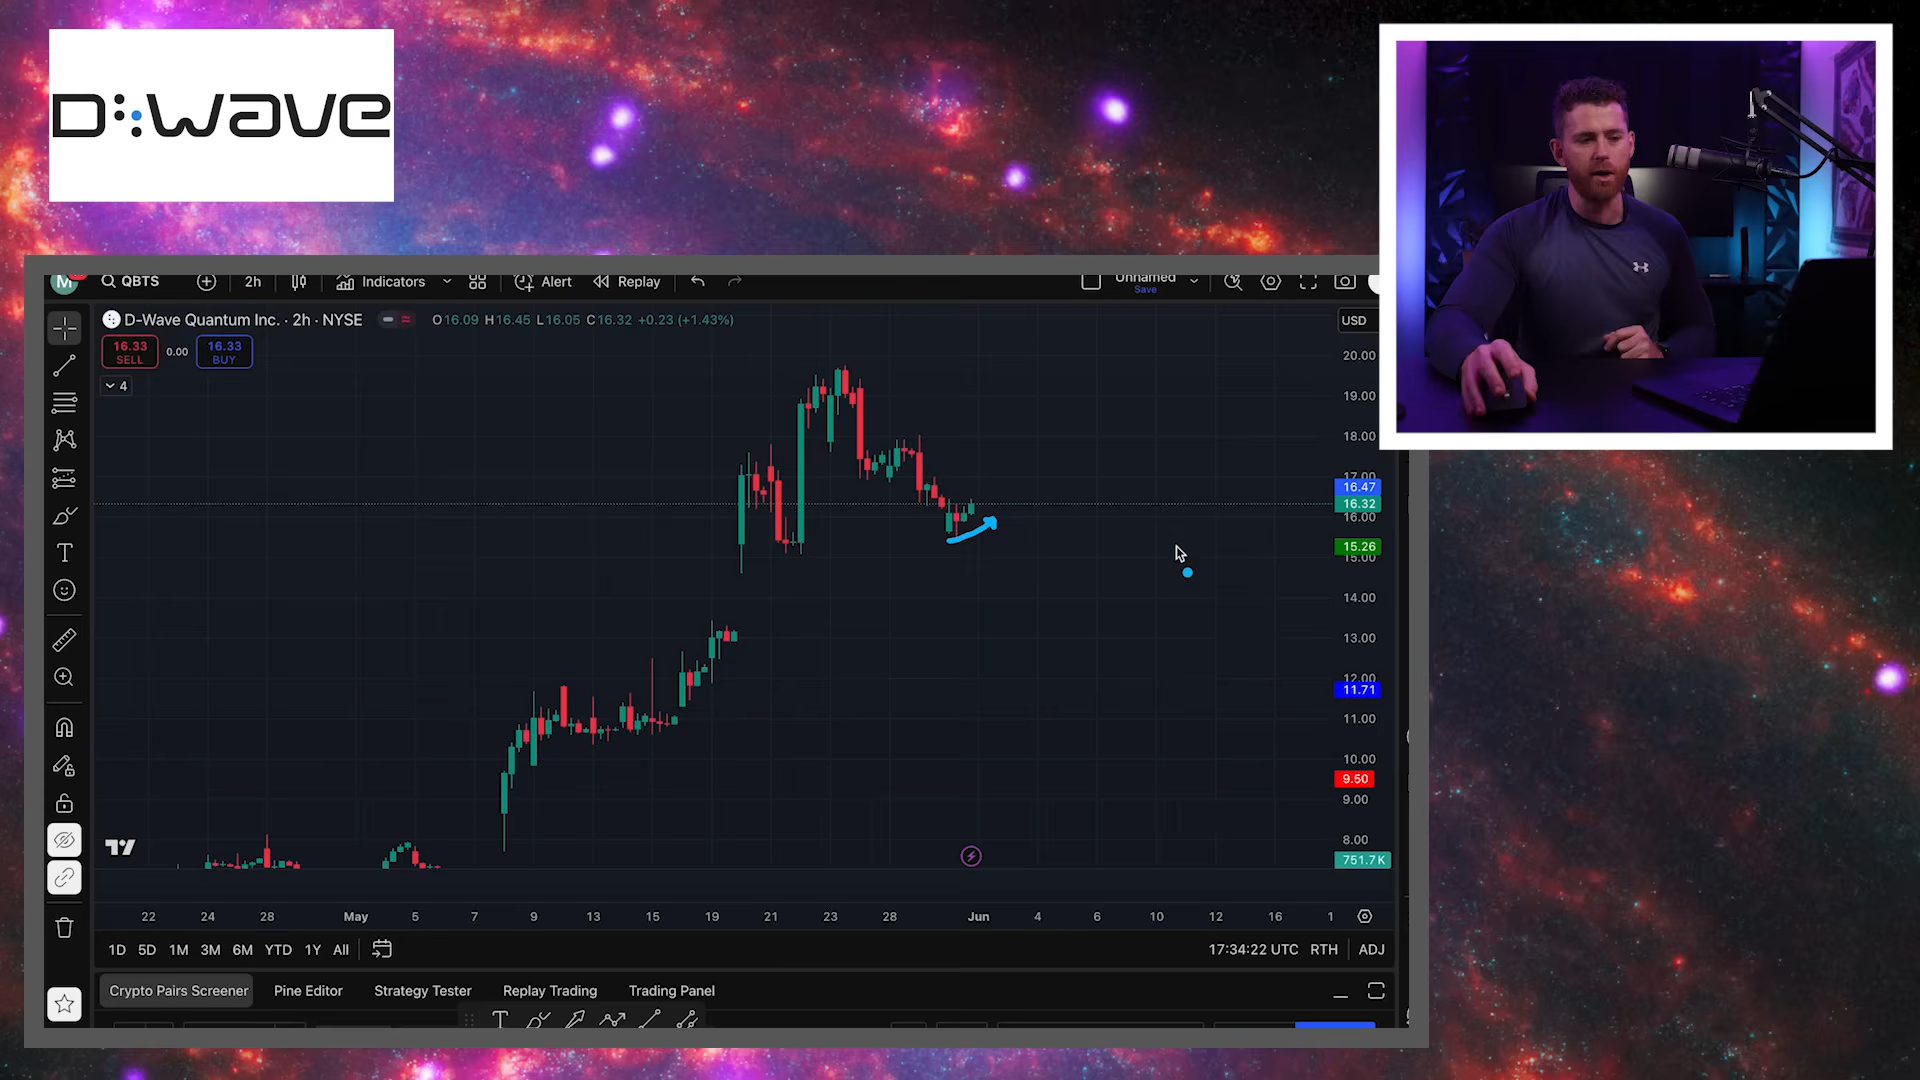 D:Wave
M QBTS 2h Indicators Alert Replay Unnamed
Save
D-Wave Quantum Inc. · 2h · NYSE O16.09 H16.45 L16.05 C16.32 +0.23 (+1.43%) USD
16.33 0.00 16.33
SELL BUY
4
20.00
19.00
18.00
17.00
16.47
16.32
16.00
15.26
15.00
14.00
13.00
12.00
11.71
11.00
10.00
9.50
9.00
8.00
751.7K
22 24 28 May 5 7 9 13 15 19 21 23 28 Jun 4 6 10 12 16 1
1D 5D 1M 3M 6M YTD 1Y All 17:34:22 UTC RTH ADJ
Crypto Pairs Screener Pine Editor Strategy Tester Replay Trading Trading Panel